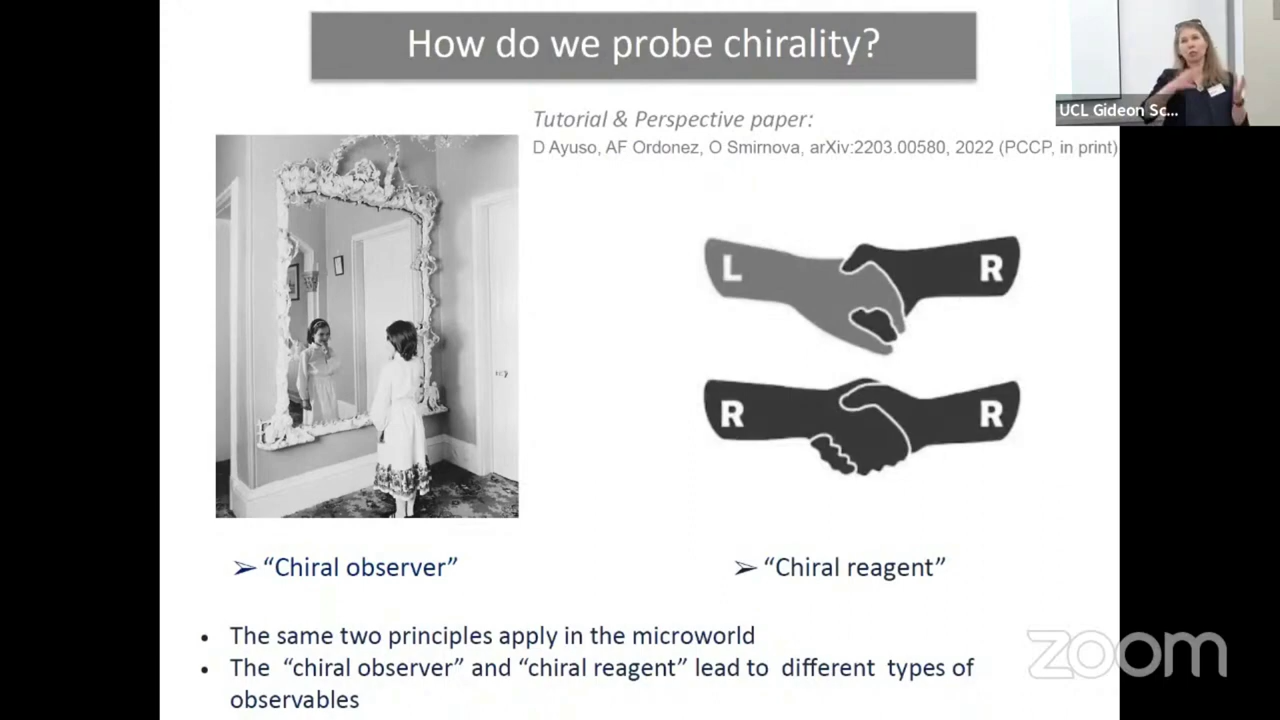 How do we probe chirality?
UCL Gideon Sc...
Tutorial & Perspective paper:
D Ayuso, AF Ordonez, O Smirnova, arXiv:2203.00580, 2022 (PCCP, in print)
L R
R R
➢ “Chiral observer”
➢ “Chiral reagent”
• The same two principles apply in the microworld
• The “chiral observer” and “chiral reagent” lead to different types of
observables
zoom